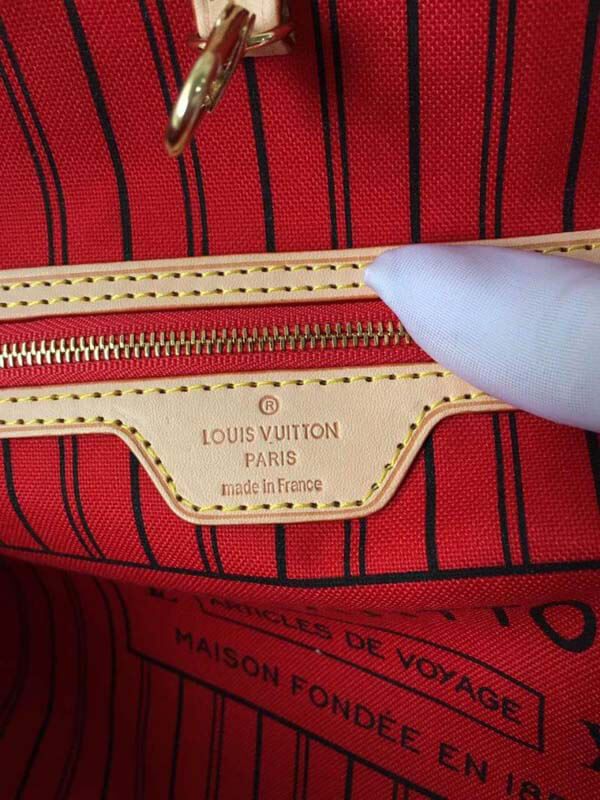 ®
LOUIS VUITTON
PARIS
made in France
ARTICLES DE VOYAGE
MAISON FONDÉE EN